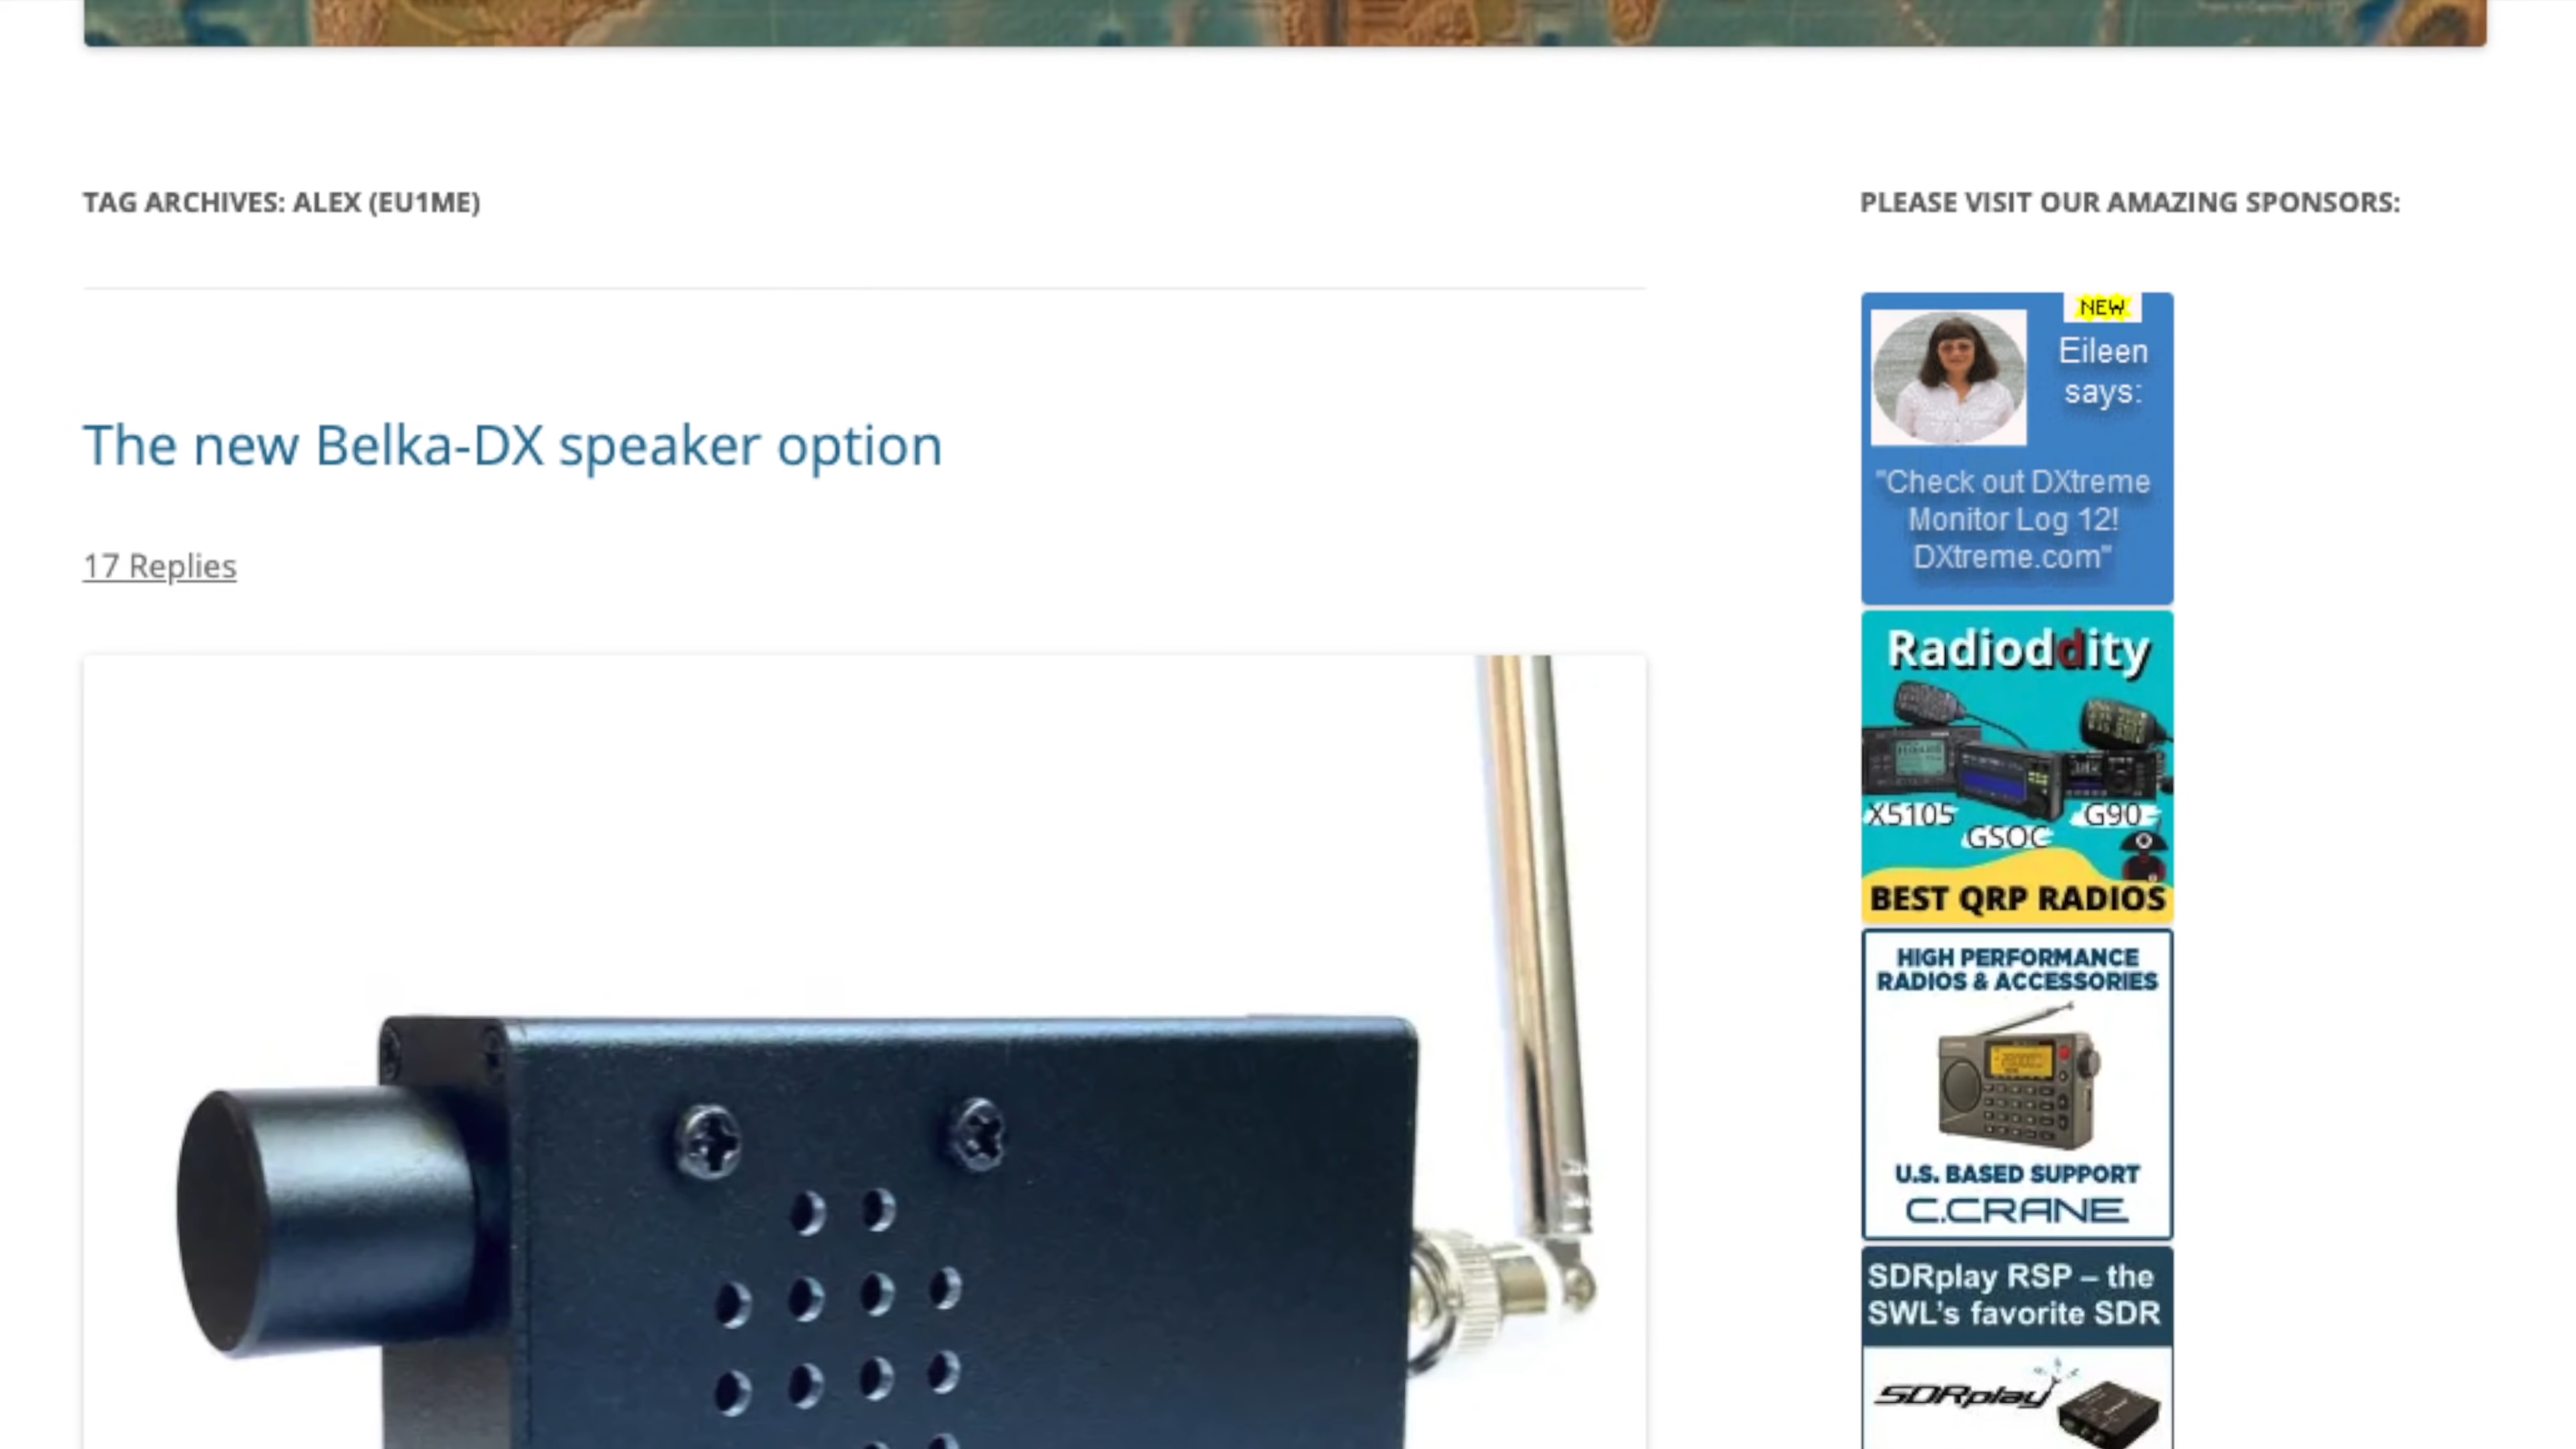 TAG ARCHIVES: ALEX (EU1ME)
The new Belka-DX speaker option
17 Replies
PLEASE VISIT OUR AMAZING SPONSORS:
NEW
Eileen
says:
"Check out DXtreme
Monitor Log 12!
DXtreme.com"
Radioddity
X5105
GSOC
G90
BEST QRP RADIOS
HIGH PERFORMANCE
RADIOS & ACCESSORIES
U.S. BASED SUPPORT
C.CRANE
SDRplay RSP – the
SWL's favorite SDR
SDRplay